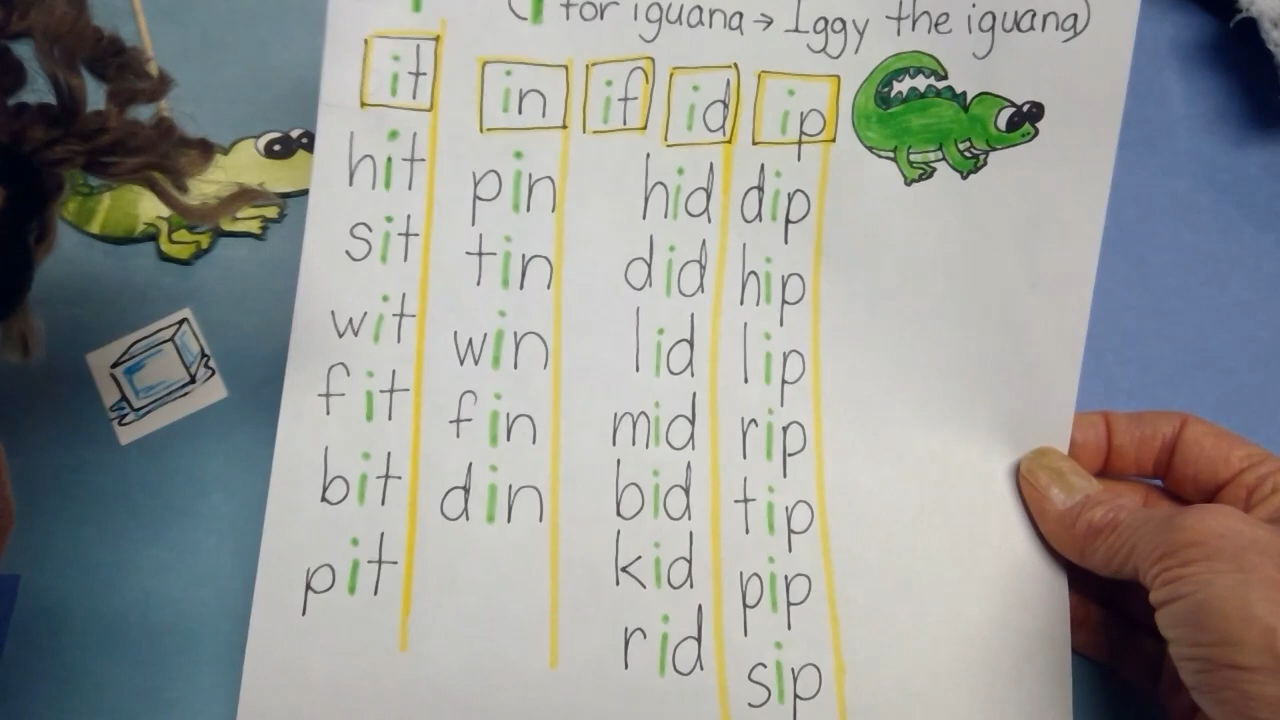 (i for iguana → Iggy the iguana)
it in if id ip
hit pin hid dip
sit tin did hip
wit win lid lip
fit fin mid rip
bit din bid tip
pit kid pip
rid sip